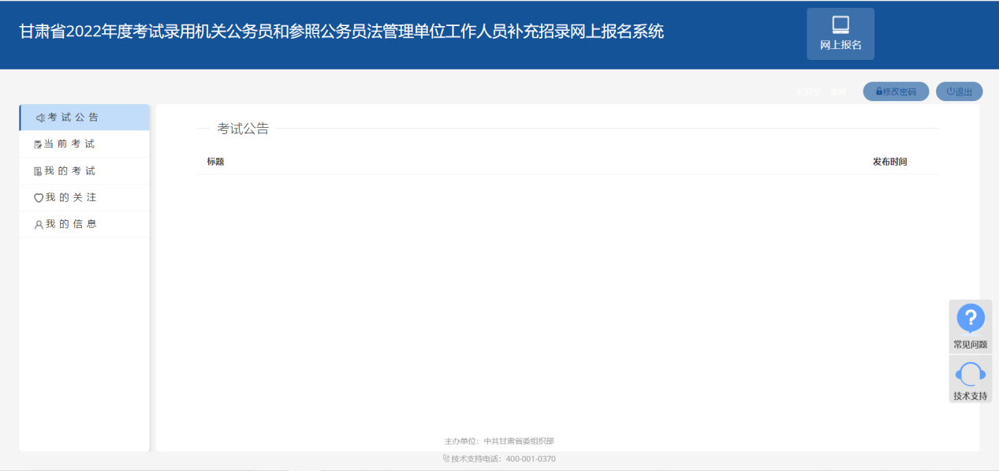 甘肃省2022年度考试录用机关公务员和参照公务员法管理单位工作人员补充招录网上报名系统
网上报名
修改密码
退出
考试公告
当前考试
我的考试
我的关注
我的信息
考试公告
标题 发布时间
常见问题
技术支持
主办单位：中共甘肃省委组织部
技术支持电话：400-001-0370